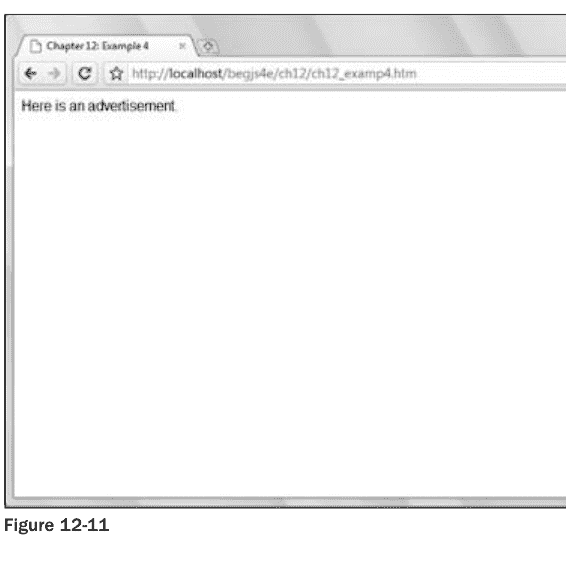 Chapter 12: Example 4
http://localhost/begjs4e/ch12/ch12_examp4.htm
Here is an advertisement.
Figure 12-11